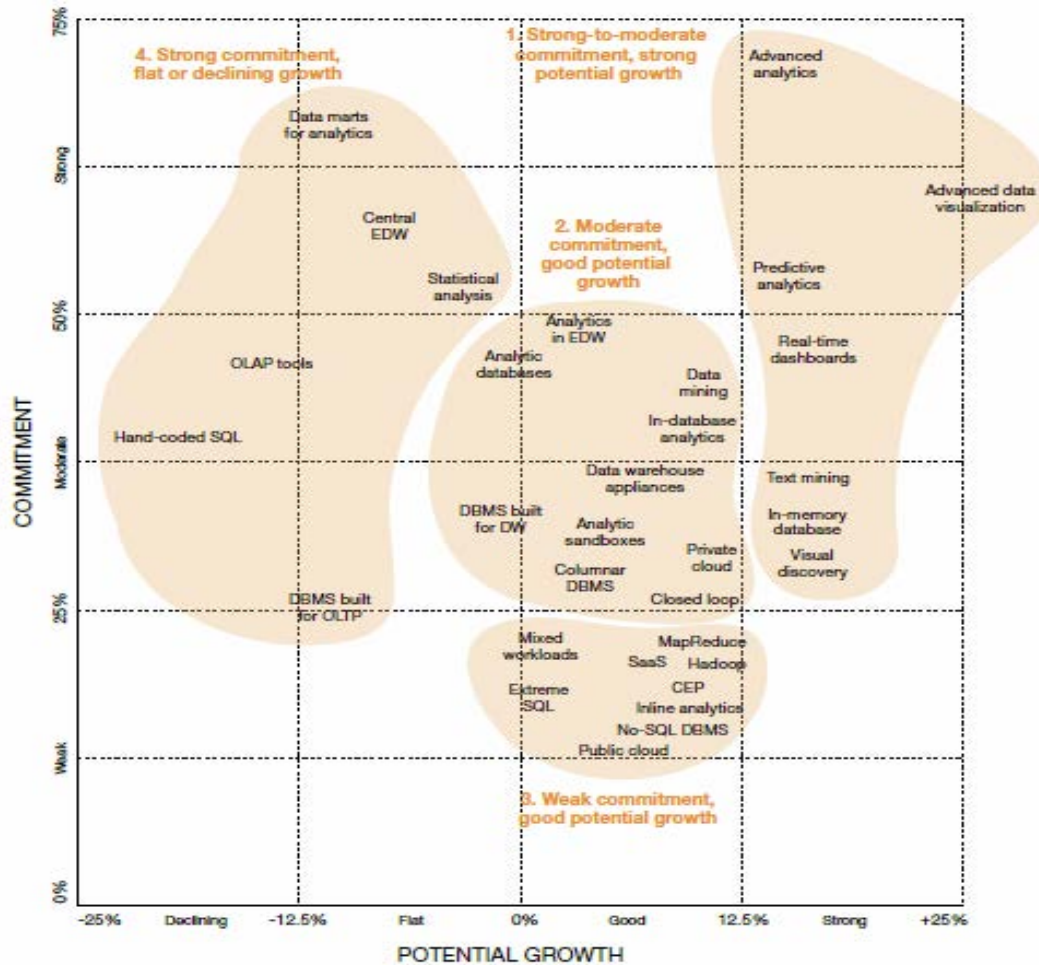 75%
4. Strong commitment,
flat or declining growth
1. Strong-to-moderate
commitment, strong
potential growth
Advanced
analytics
Data marts
for analytics
Strong
Advanced data
visualization
Central
EDW
2. Moderate
commitment,
good potential
growth
Statistical
analysis
Predictive
analytics
50%
Analytics
in EDW
Analytic
databases
Real-time
dashboards
OLAP tools
Data
mining
Hand-coded SQL
In-database
analytics
COMMITMENT
Moderate
Data warehouse
appliances
Text mining
DBMS built
for DW
Analytic
sandboxes
In-memory
database
Private
cloud
Visual
discovery
Columnar
DBMS
25%
DBMS built
for OLTP
Closed loop
Mixed
workloads
MapReduce
SaaS
Hadoop
Extreme
SQL
CEP
Inline analytics
No-SQL DBMS
Public cloud
Weak
3. Weak commitment,
good potential growth
0%
-25% Declining -12.5% Flat 0% Good 12.5% Strong +25%
POTENTIAL GROWTH